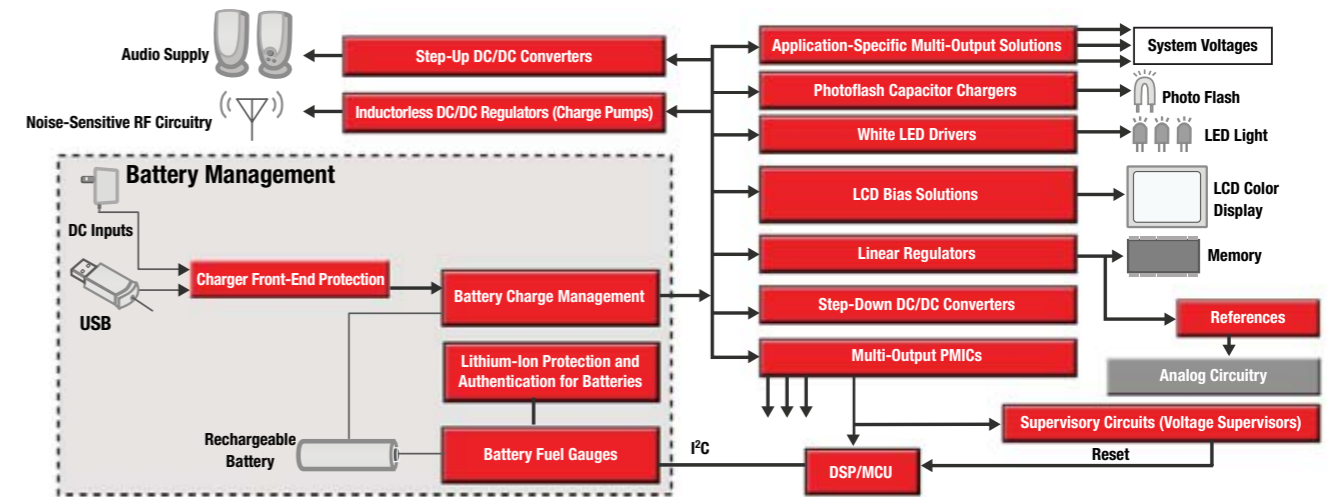 Audio Supply
Step-Up DC/DC Converters
Noise-Sensitive RF Circuitry
Inductorless DC/DC Regulators (Charge Pumps)
Application-Specific Multi-Output Solutions
System Voltages
Photoflash Capacitor Chargers
Photo Flash
White LED Drivers
LED Light
LCD Bias Solutions
LCD Color
Display
Linear Regulators
Memory
Step-Down DC/DC Converters
References
Multi-Output PMICs
Analog Circuitry
Supervisory Circuits (Voltage Supervisors)
Reset
DSP/MCU
I²C
Battery Management
DC Inputs
USB
Charger Front-End Protection
Battery Charge Management
Lithium-Ion Protection and
Authentication for Batteries
Rechargeable
Battery
Battery Fuel Gauges